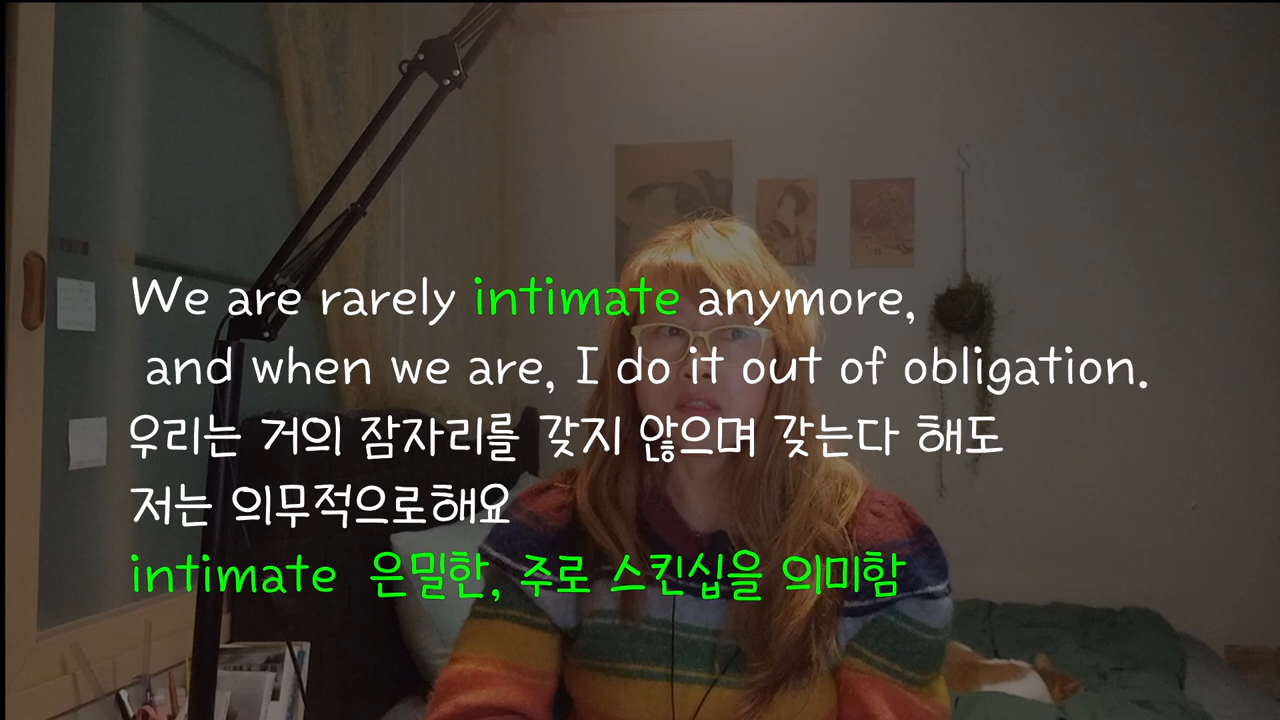 We are rarely intimate anymore,
and when we are, I do it out of obligation.
우리는 거의 잠자리를 갖지 않으며 갖는다 해도
저는 의무적으로해요
intimate 은밀한, 주로 스킨십을 의미함